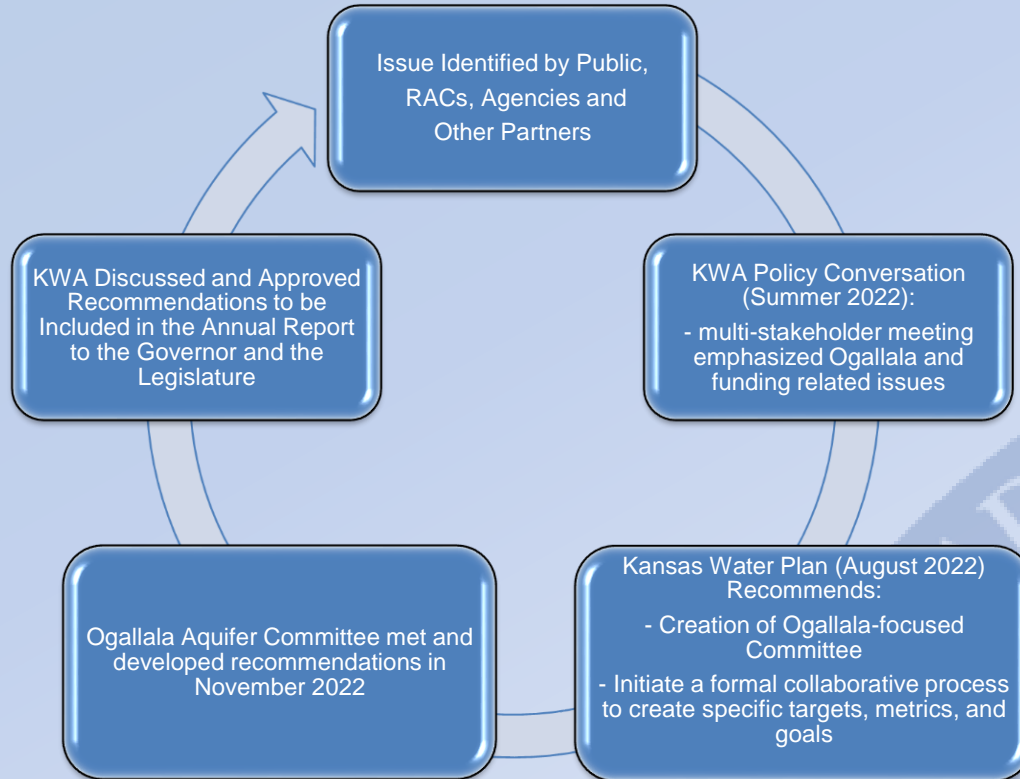 Issue Identified by Public,
RACs, Agencies and
Other Partners
KWA Policy Conversation
(Summer 2022):
- multi-stakeholder meeting
emphasized Ogallala and
funding related issues
Kansas Water Plan (August 2022)
Recommends:
- Creation of Ogallala-focused
Committee
- Initiate a formal collaborative process
to create specific targets, metrics, and
goals
Ogallala Aquifer Committee met and
developed recommendations in
November 2022
KWA Discussed and Approved
Recommendations to be
Included in the Annual Report
to the Governor and the
Legislature